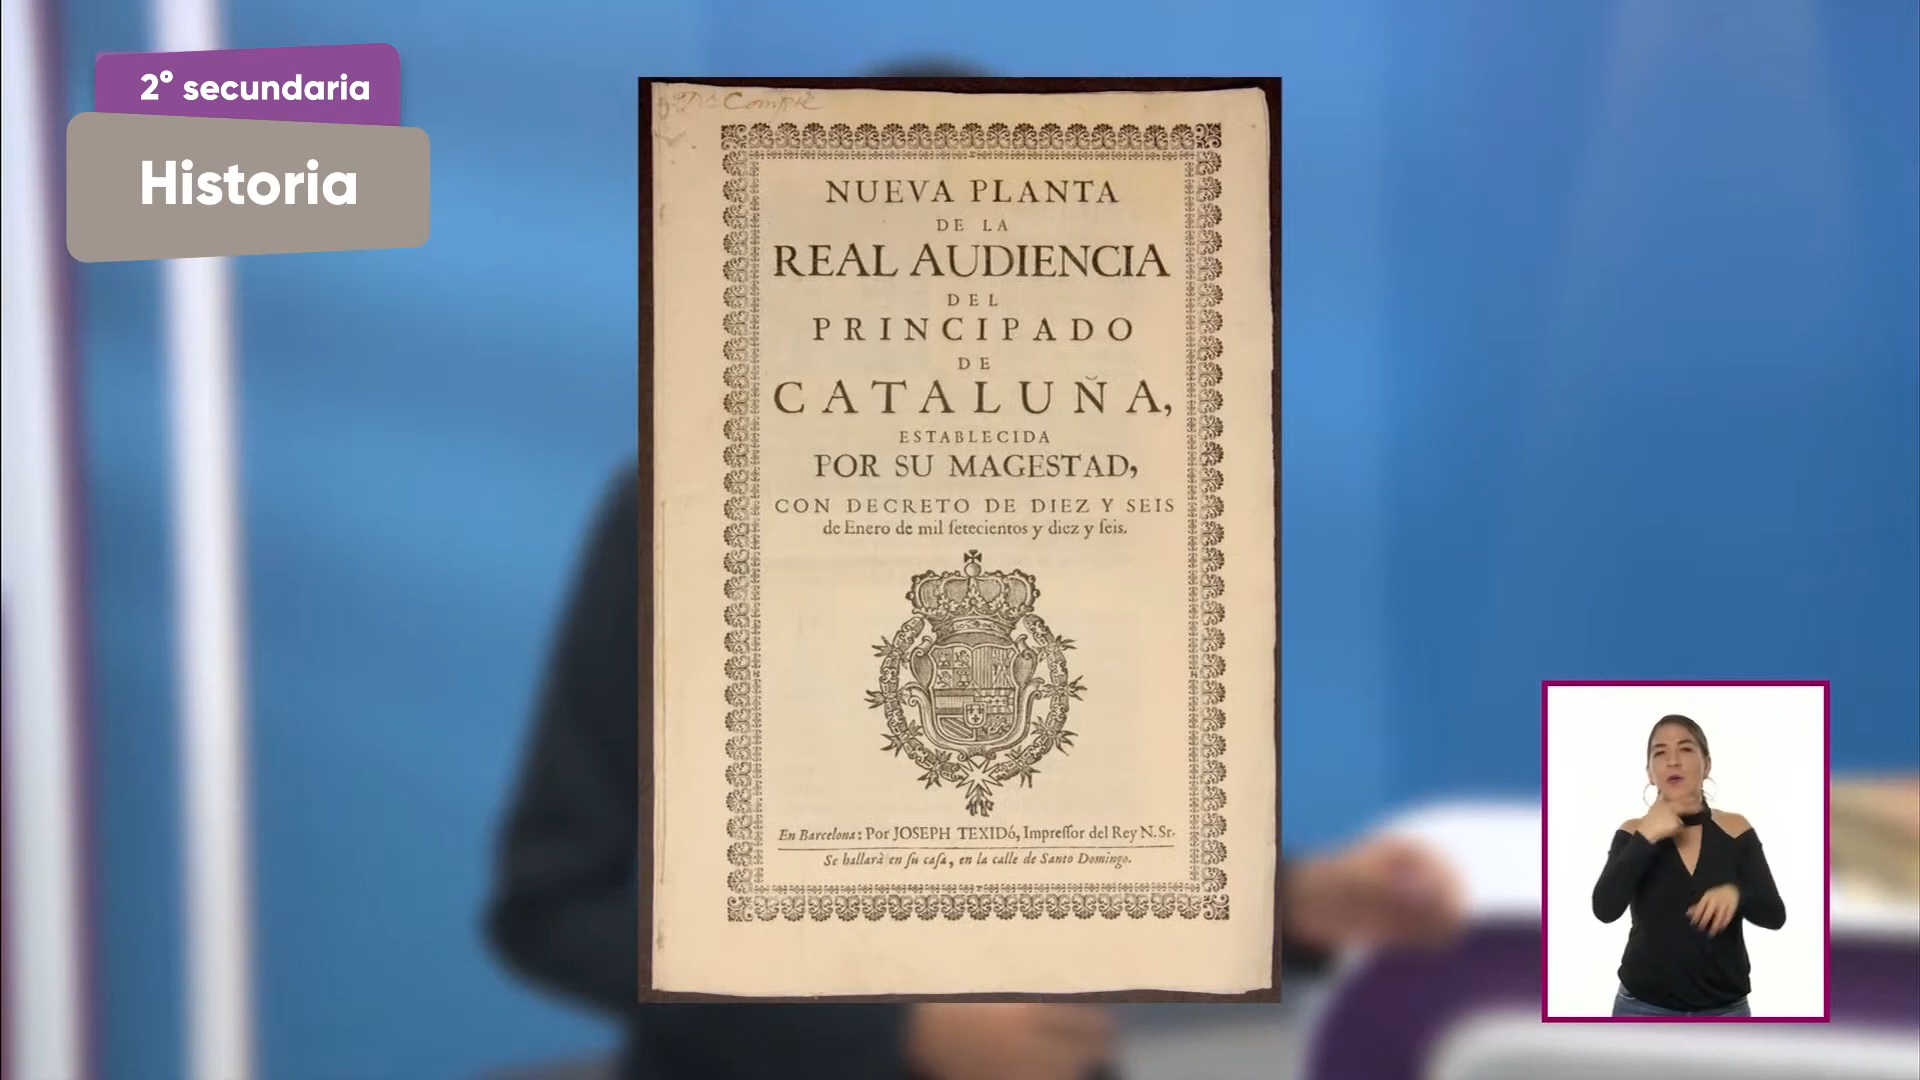 2° secundaria
Historia
NUEVA PLANTA
DE LA
REAL AUDIENCIA
DEL
PRINCIPADO
DE
CATALUÑA,
ESTABLECIDA
POR SU MAGESTAD,
CON DECRETO DE DIEZ Y SEIS
de Enero de mil ſetecientos y diez y ſeis.
En Barcelona: Por JOSEPH TEXIDÓ, Impreſſor del Rey N. Sr.
Se hallarà en ſu caſa, en la calle de Santo Domingo.